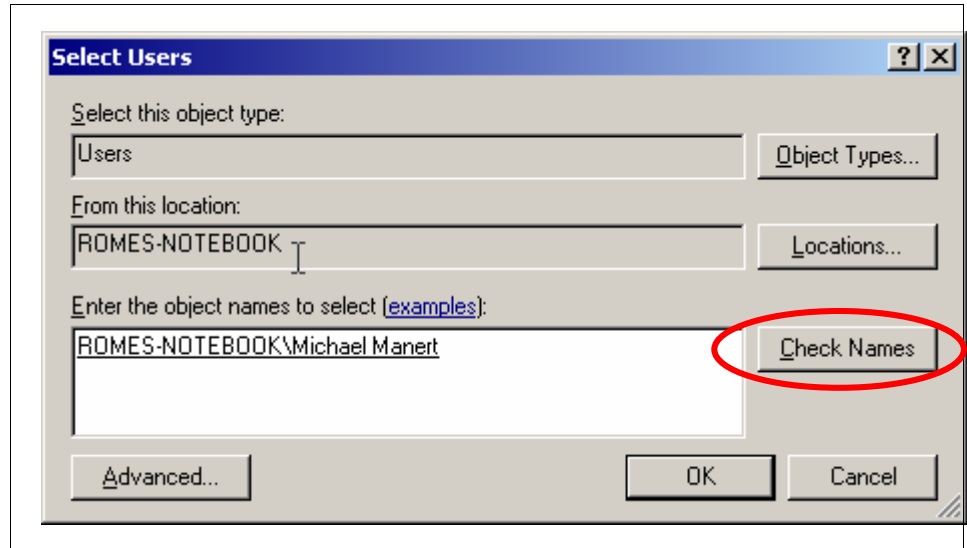 Select Users
Select this object type:
Users
Object Types...
From this location:
ROMES-NOTEBOOK
Locations...
Enter the object names to select (examples):
ROMES-NOTEBOOK\Michael Manert
Check Names
Advanced...
OK
Cancel